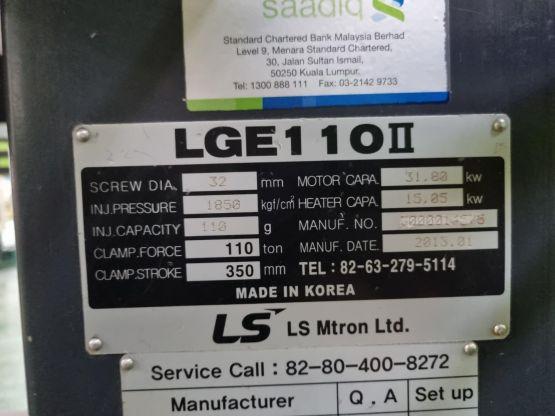 saadiq
Standard Chartered Bank Malaysia Berhad
Level 9, Menara Standard Chartered,
30, Jalan Sultan Ismail,
50250 Kuala Lumpur.
Tel: 1300 888 111 Fax: 03-2142 9733
LGE110II
SCREW DIA. 32 mm MOTOR CAPA. 31.80 kw
INJ.PRESSURE 1850 kgf/cm² HEATER CAPA. 15.05 kw
INJ.CAPACITY 110 g MANUF. NO.
CLAMP.FORCE 110 ton MANUF. DATE. 2013.01
CLAMP.STROKE 350 mm TEL : 82-63-279-5114
MADE IN KOREA
LS LS Mtron Ltd.
Service Call : 82-80-400-8272
Manufacturer Q , A Set up